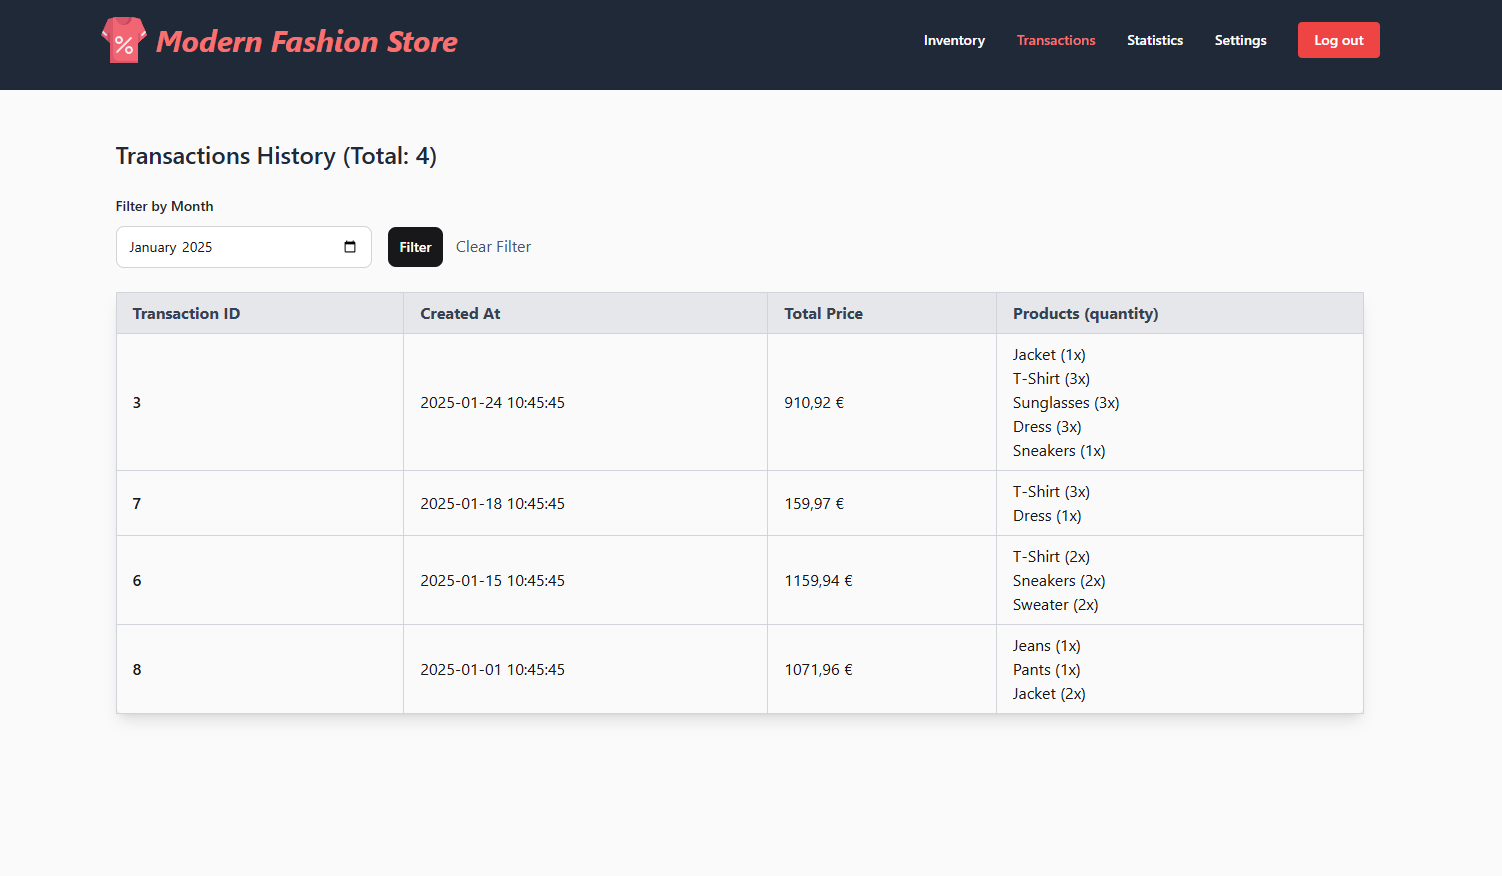 %
Modern Fashion Store
Inventory Transactions Statistics Settings Log out
Transactions History (Total: 4)
Filter by Month
January 2025 Filter Clear Filter
Transaction ID Created At Total Price Products (quantity)
3 2025-01-24 10:45:45 910,92 € Jacket (1x)
T-Shirt (3x)
Sunglasses (3x)
Dress (3x)
Sneakers (1x)
7 2025-01-18 10:45:45 159,97 € T-Shirt (3x)
Dress (1x)
6 2025-01-15 10:45:45 1159,94 € T-Shirt (2x)
Sneakers (2x)
Sweater (2x)
8 2025-01-01 10:45:45 1071,96 € Jeans (1x)
Pants (1x)
Jacket (2x)